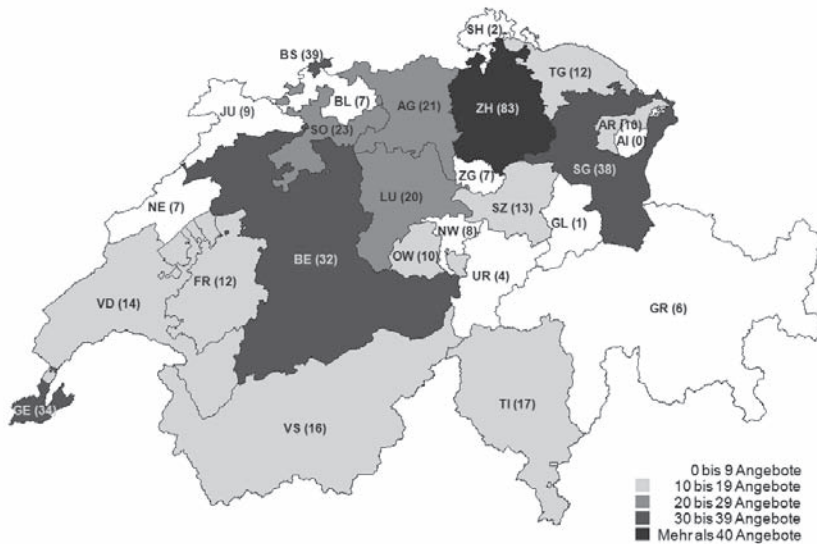 SH (2)
BS (39)
TG (12)
BL (7)
AG (21)
ZH (83)
JU (9)
AR (10)
SO (23)
AI (0)
SG (38)
ZG (7)
LU (20)
NE (7)
SZ (13)
GL (1)
NW (8)
BE (32)
OW (10)
UR (4)
FR (12)
VD (14)
GR (6)
TI (17)
GE (34)
VS (16)
0 bis 9 Angebote
10 bis 19 Angebote
20 bis 29 Angebote
30 bis 39 Angebote
Mehr als 40 Angebote